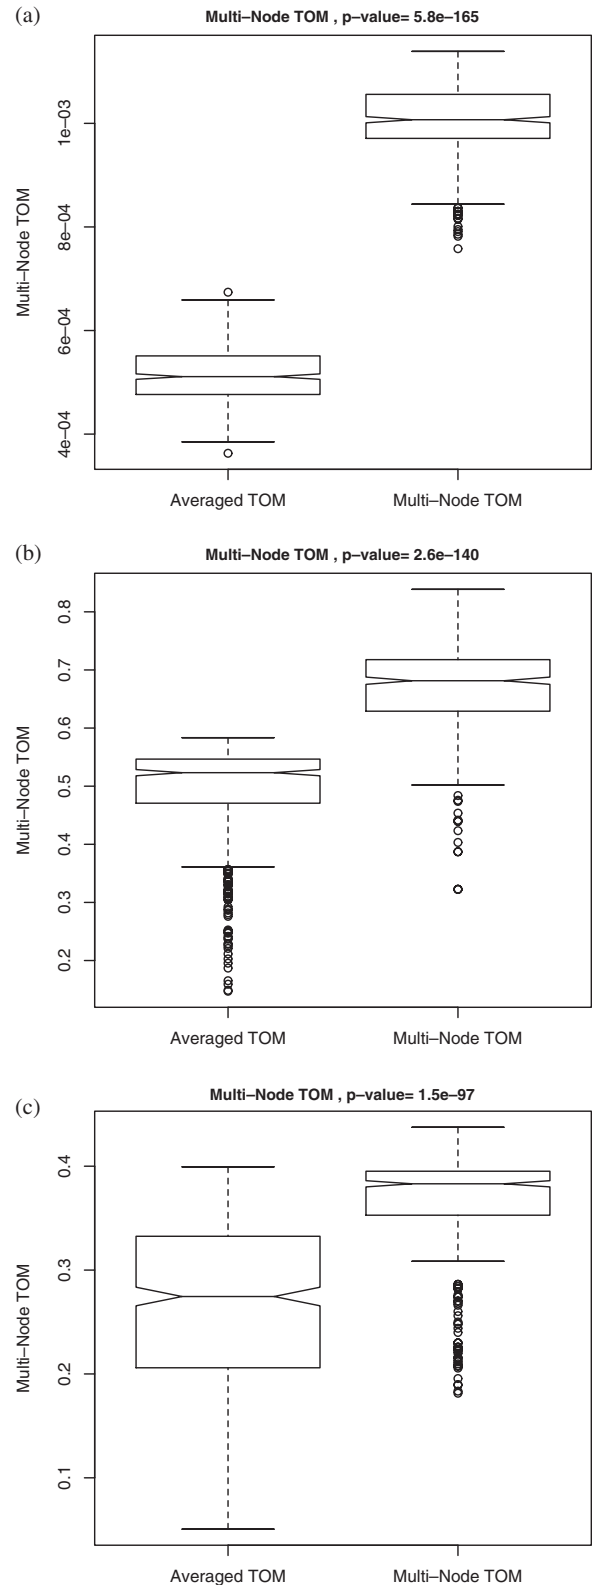 (a)
Multi–Node TOM , p–value= 5.8e–165
Multi–Node TOM
1e–03
8e–04
6e–04
4e–04
Averaged TOM Multi–Node TOM
(b)
Multi–Node TOM , p–value= 2.6e–140
Multi–Node TOM
0.8
0.7
0.6
0.5
0.4
0.3
0.2
Averaged TOM Multi–Node TOM
(c)
Multi–Node TOM , p–value= 1.5e–97
Multi–Node TOM
0.4
0.3
0.2
0.1
Averaged TOM Multi–Node TOM